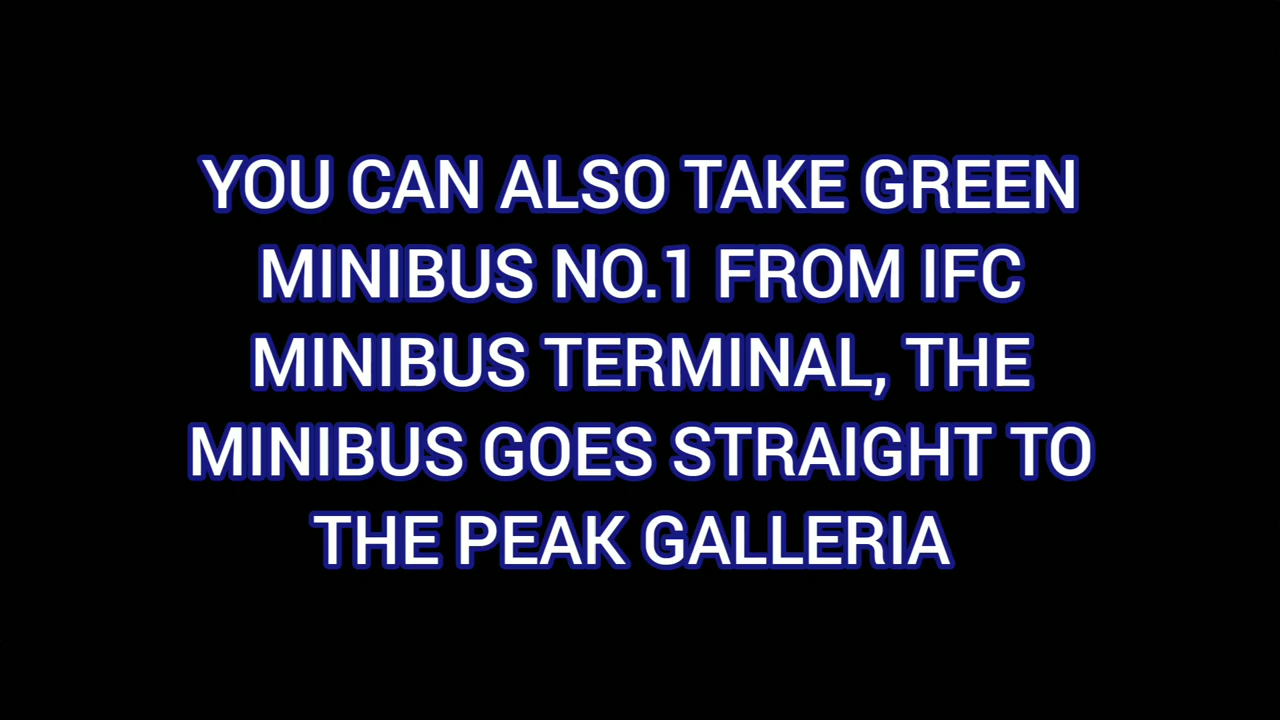 YOU CAN ALSO TAKE GREEN
MINIBUS NO.1 FROM IFC
MINIBUS TERMINAL, THE
MINIBUS GOES STRAIGHT TO
THE PEAK GALLERIA